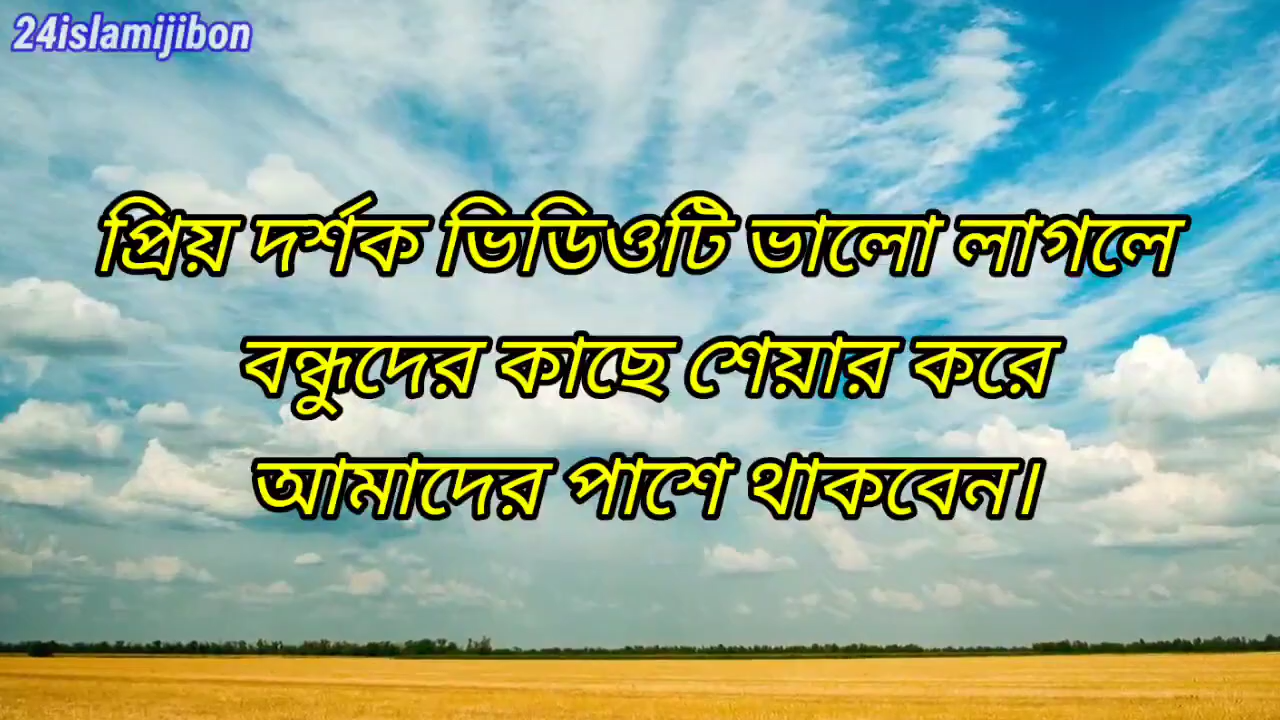 24islamijibon
প্রিয় দর্শক ভিডিওটি ভালো লাগলে
বন্ধুদের কাছে শেয়ার করে
আমাদের পাশে থাকবেন।